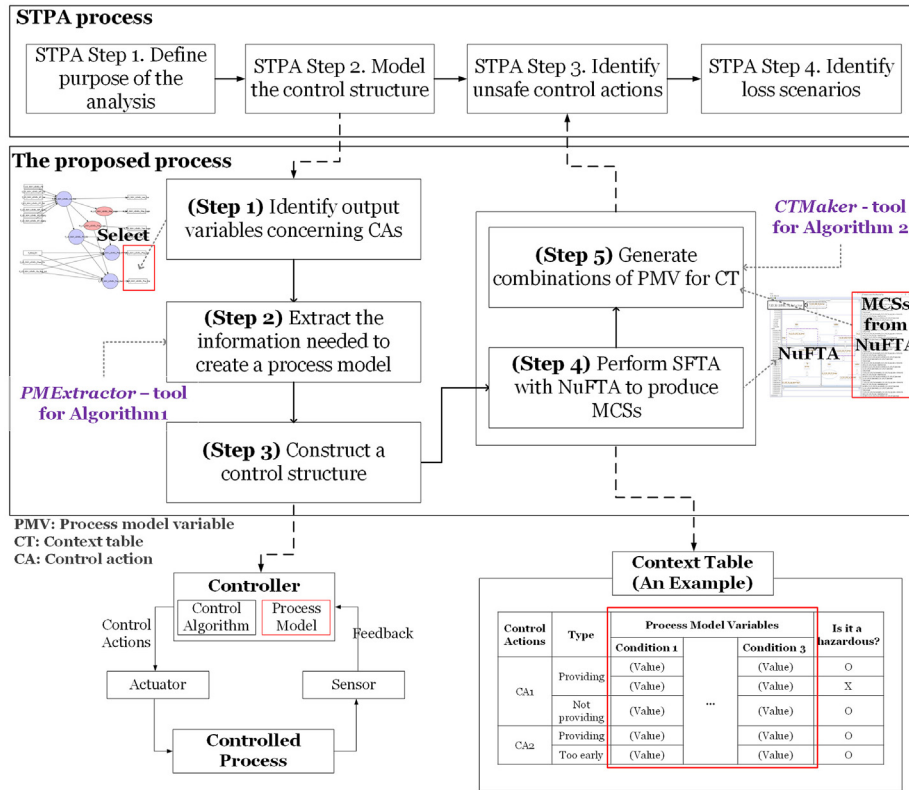 STPA process
STPA Step 1. Define
purpose of the
analysis
STPA Step 2. Model
the control structure
STPA Step 3. Identify
unsafe control actions
STPA Step 4. Identify
loss scenarios
The proposed process
Select
(Step 1) Identify output
variables concerning CAs
(Step 2) Extract the
information needed to
create a process model
PMExtractor – tool
for Algorithm1
(Step 3) Construct a
control structure
(Step 5) Generate
combinations of PMV for CT
(Step 4) Perform SFTA
with NuFTA to produce
MCSs
CTMaker - tool
for Algorithm 2
NuFTA
MCSs
from
NuFTA
PMV: Process model variable
CT: Context table
CA: Control action
Controller
Control
Algorithm
Process
Model
Control
Actions
Feedback
Actuator
Sensor
Controlled
Process
Context Table
(An Example)
Control
Actions
Type
Process Model Variables
Is it a
hazardous?
Condition 1
...
Condition 3
CA1
Providing
(Value)
(Value)
O
(Value)
(Value)
X
Not
providing
(Value)
(Value)
O
CA2
Providing
(Value)
(Value)
O
Too early
(Value)
(Value)
O